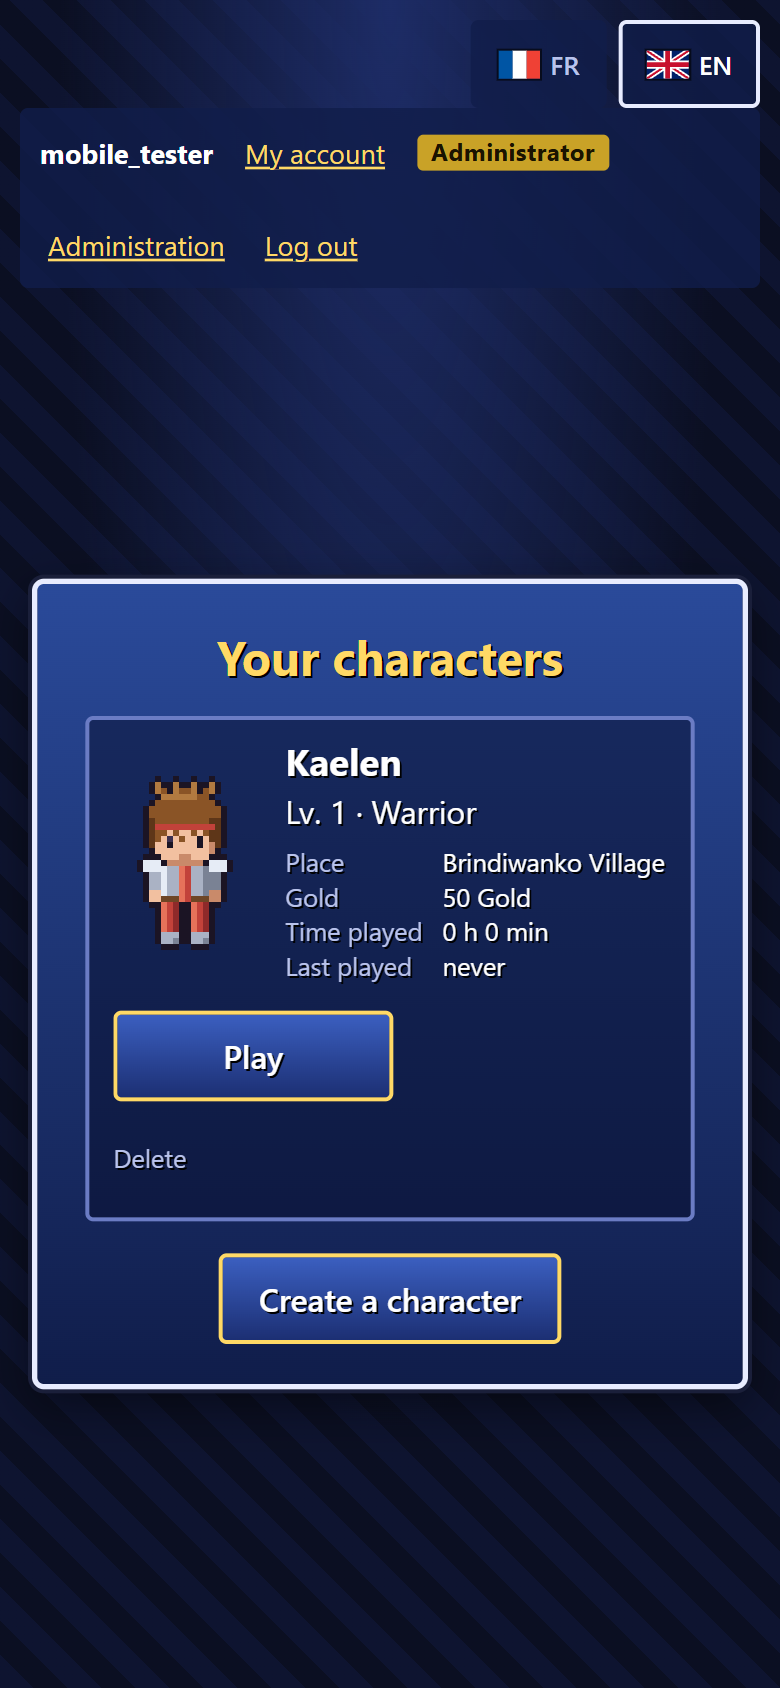 FR EN
mobile_tester My account Administrator
Administration Log out
Your characters
Kaelen
Lv. 1 · Warrior
Place Brindiwanko Village
Gold 50 Gold
Time played 0 h 0 min
Last played never
Play
Delete
Create a character